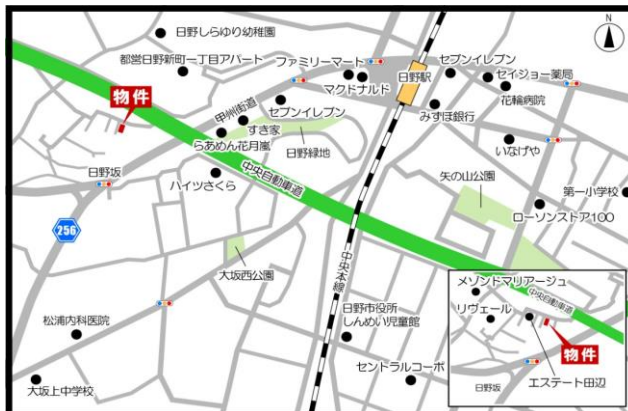 日野しらゆり幼稚園
N
都営日野新町一丁目アパート
ファミリーマート
マクドナルド
日野駅
セブンイレブン
セイジョー薬局
花輪病院
物件
甲州街道
セブンイレブン
すき家
らあめん花月嵐
日野緑地
みずほ銀行
いなげや
日野坂
ハイツさくら
中央自動車道
矢の山公園
第一小学校
ローソンストア100
256
大坂西公園
中央本線
メゾンドマリアージュ
中央自動車道
リヴェール
物件
エステート田辺
日野坂
日野市役所
しんめい児童館
松浦内科医院
セントラルコーポ
大坂上中学校